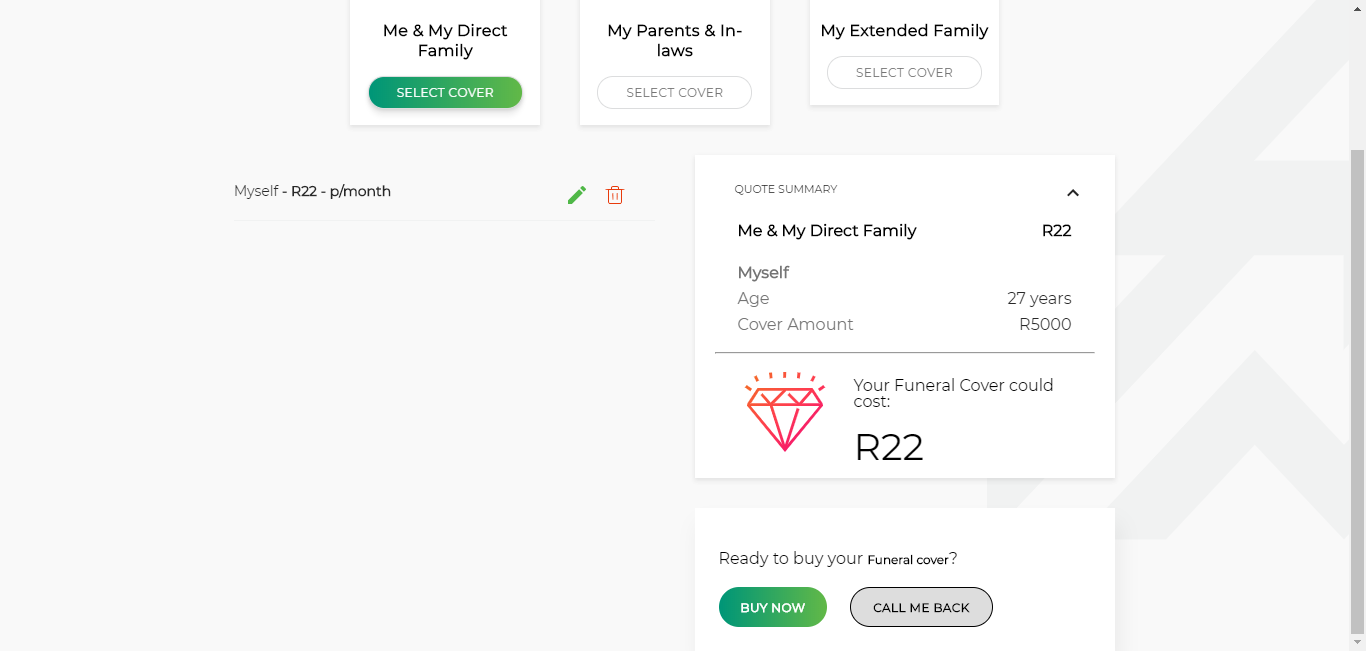 Me & My Direct
Family
SELECT COVER
My Parents & In-
laws
SELECT COVER
My Extended Family
SELECT COVER
Myself - R22 - p/month
QUOTE SUMMARY
Me & My Direct Family R22
Myself
Age 27 years
Cover Amount R5000
Your Funeral Cover could
cost:
R22
Ready to buy your Funeral cover?
BUY NOW CALL ME BACK